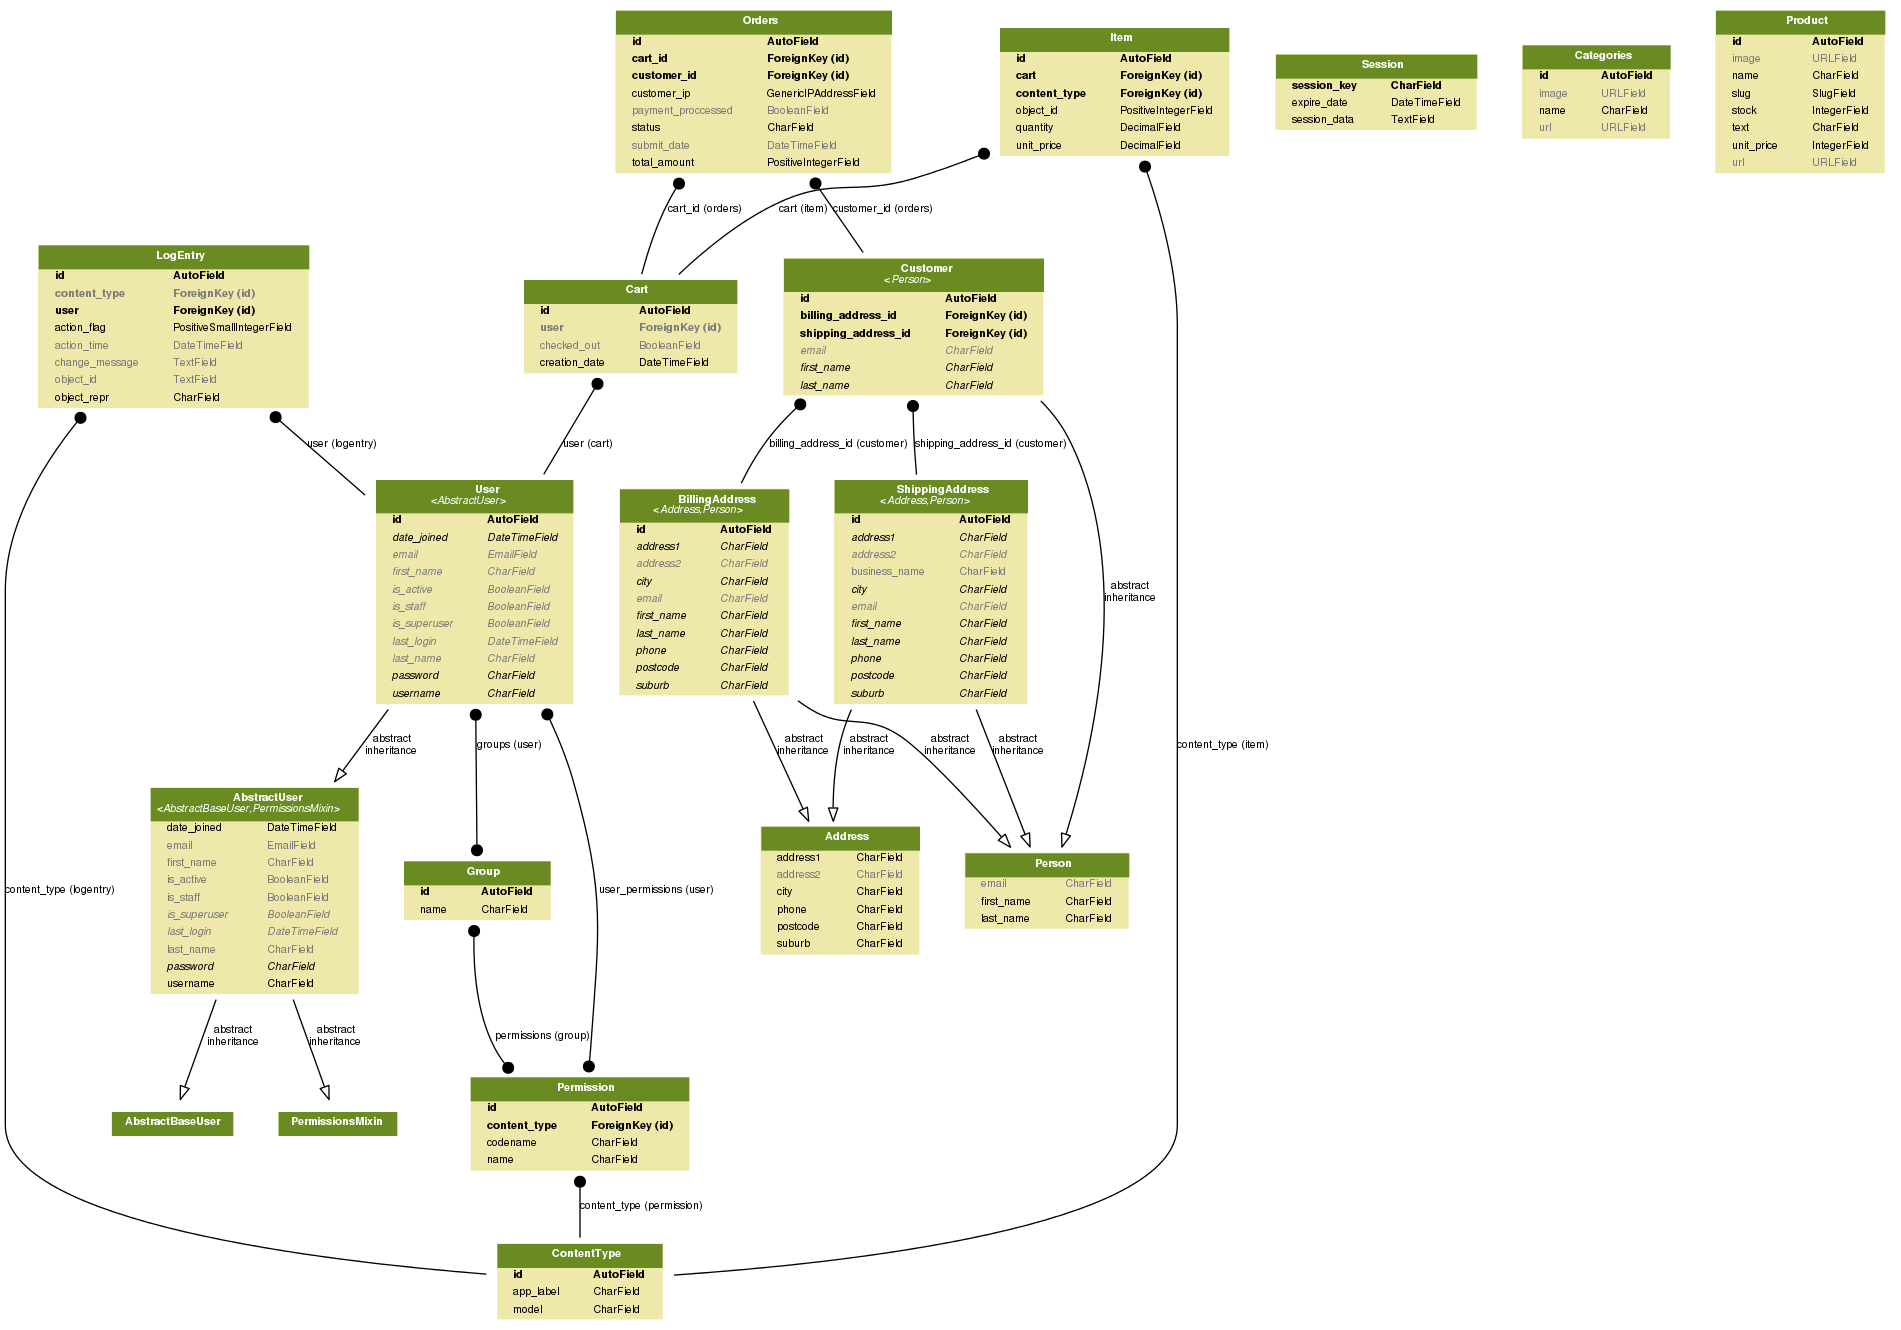 Orders
id AutoField
cart_id ForeignKey (id)
customer_id ForeignKey (id)
customer_ip GenericIPAddressField
payment_proccessed BooleanField
status CharField
submit_date DateTimeField
total_amount PositiveIntegerField
Item
id AutoField
cart ForeignKey (id)
content_type ForeignKey (id)
object_id PositiveIntegerField
quantity DecimalField
unit_price DecimalField
Session
session_key CharField
expire_date DateTimeField
session_data TextField
Categories
id AutoField
image URLField
name CharField
url URLField
Product
id AutoField
image URLField
name CharField
slug SlugField
stock IntegerField
text CharField
unit_price IntegerField
url URLField
cart_id (orders)
cart (item)
customer_id (orders)
LogEntry
id AutoField
content_type ForeignKey (id)
user ForeignKey (id)
action_flag PositiveSmallIntegerField
action_time DateTimeField
change_message TextField
object_id TextField
object_repr CharField
Cart
id AutoField
user ForeignKey (id)
checked_out BooleanField
creation_date DateTimeField
Customer
<Person>
id AutoField
billing_address_id ForeignKey (id)
shipping_address_id ForeignKey (id)
email CharField
first_name CharField
last_name CharField
user (logentry)
user (cart)
billing_address_id (customer)
shipping_address_id (customer)
User
<AbstractUser>
id AutoField
date_joined DateTimeField
email EmailField
first_name CharField
is_active BooleanField
is_staff BooleanField
is_superuser BooleanField
last_login DateTimeField
last_name CharField
password CharField
username CharField
BillingAddress
<Address,Person>
id AutoField
address1 CharField
address2 CharField
city CharField
email CharField
first_name CharField
last_name CharField
phone CharField
postcode CharField
suburb CharField
ShippingAddress
<Address,Person>
id AutoField
address1 CharField
address2 CharField
business_name CharField
city CharField
email CharField
first_name CharField
last_name CharField
phone CharField
postcode CharField
suburb CharField
abstract
inheritance
abstract
inheritance
groups (user)
abstract
inheritance
abstract
inheritance
abstract
inheritance
abstract
inheritance
content_type (item)
AbstractUser
<AbstractBaseUser,PermissionsMixin>
date_joined DateTimeField
email EmailField
first_name CharField
is_active BooleanField
is_staff BooleanField
is_superuser BooleanField
last_login DateTimeField
last_name CharField
password CharField
username CharField
Group
id AutoField
name CharField
Address
address1 CharField
address2 CharField
city CharField
phone CharField
postcode CharField
suburb CharField
Person
email CharField
first_name CharField
last_name CharField
content_type (logentry)
user_permissions (user)
abstract
inheritance
abstract
inheritance
permissions (group)
AbstractBaseUser
PermissionsMixin
Permission
id AutoField
content_type ForeignKey (id)
codename CharField
name CharField
content_type (permission)
ContentType
id AutoField
app_label CharField
model CharField